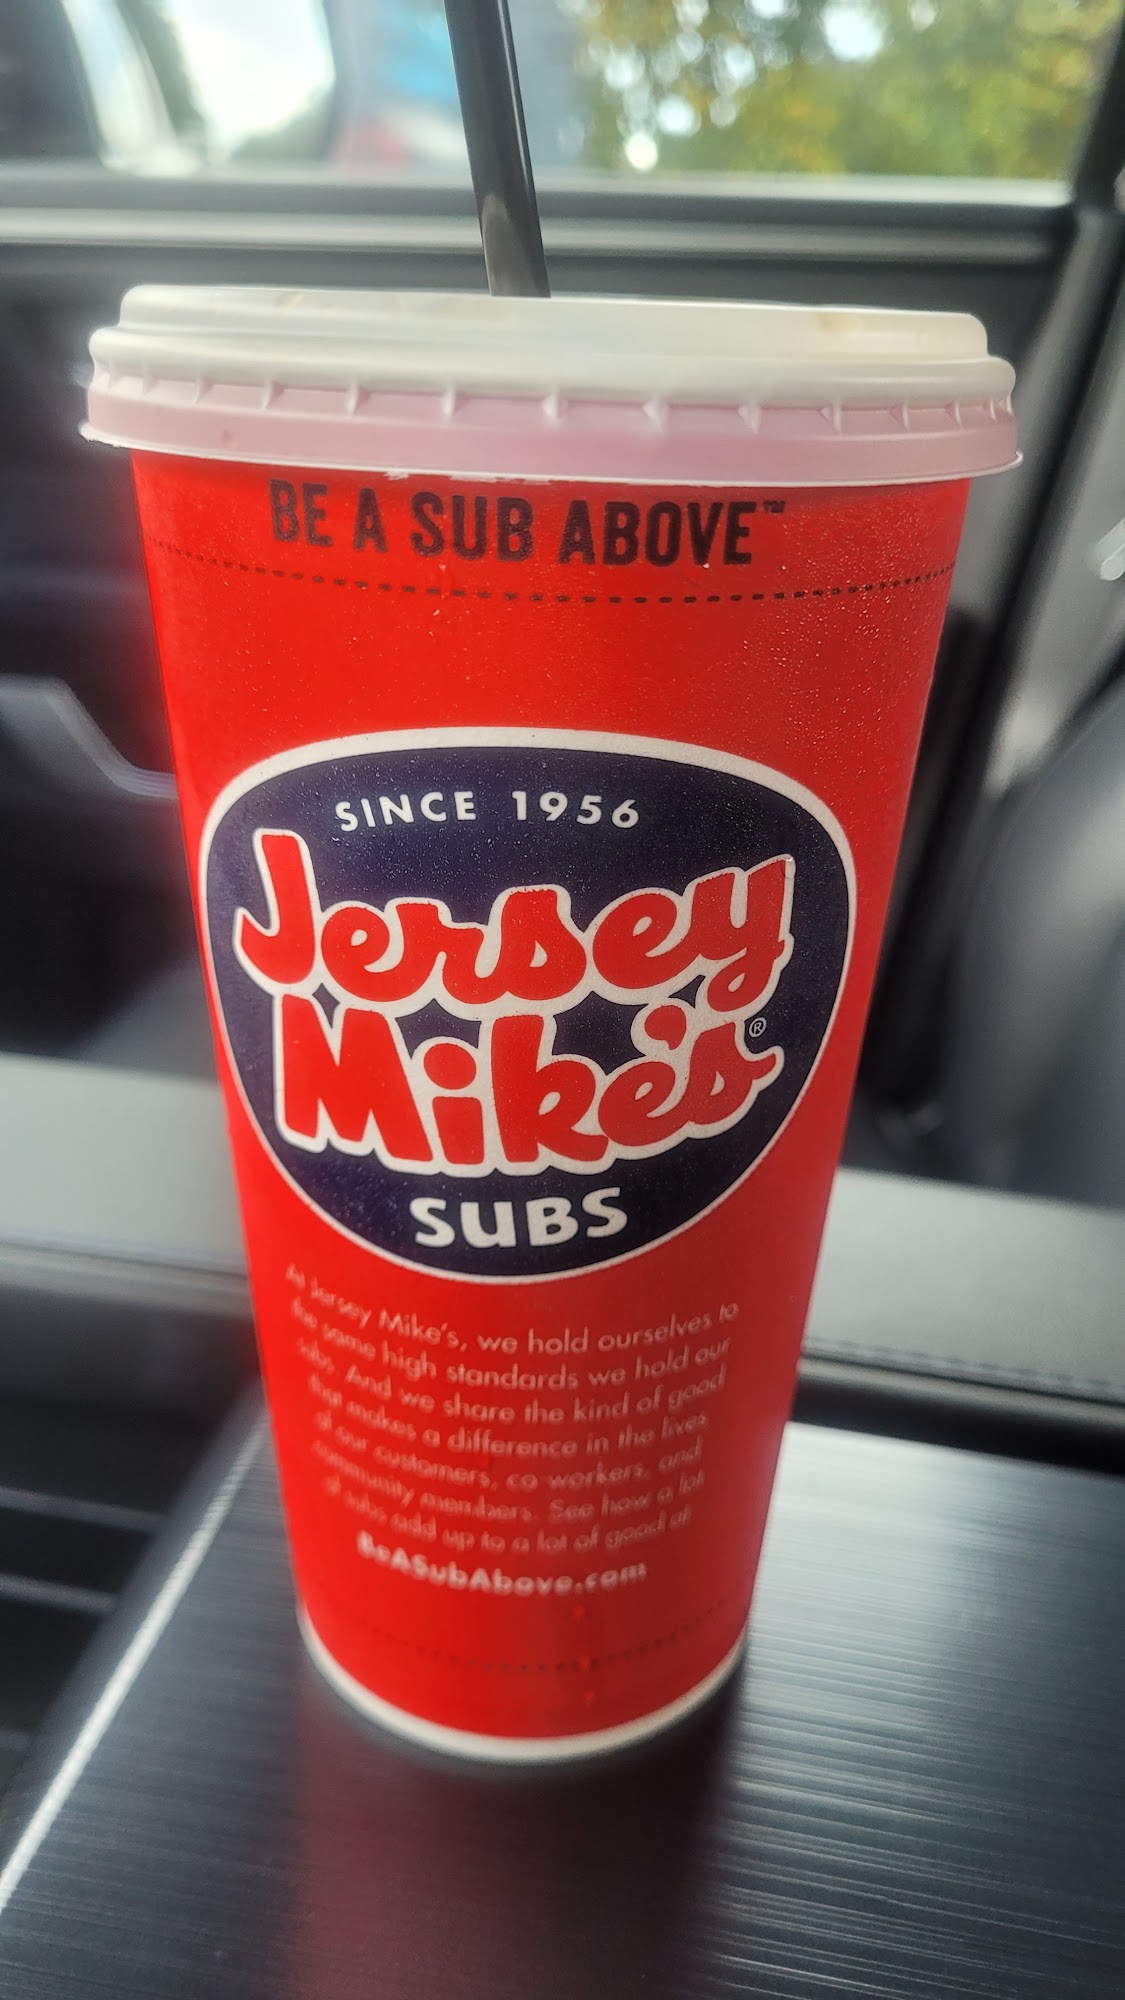 BE A SUB ABOVE™
SINCE 1956
Jersey
Mike's®
SUBS
At Jersey Mike's, we hold ourselves to
the same high standards we hold our
subs. And we share the kind of good
that makes a difference in the lives
of our customers, co-workers, and
community members. See how a lot
of subs add up to a lot of good at
BeASubAbove.com